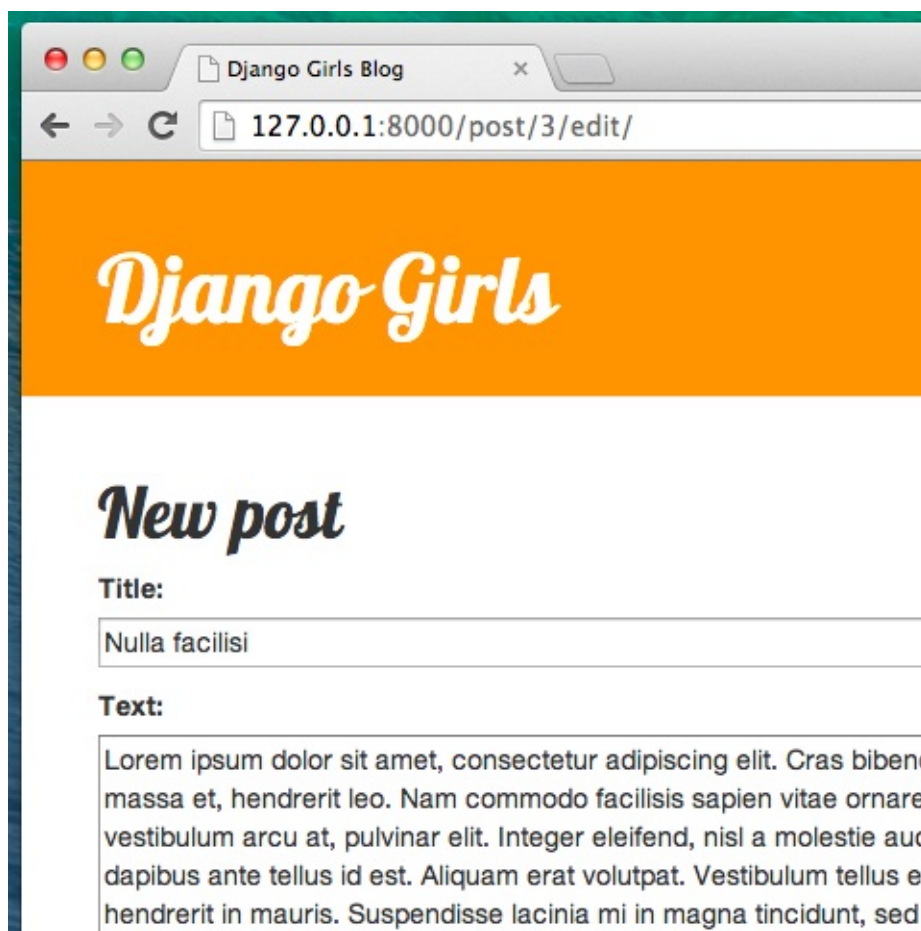 Django Girls Blog
127.0.0.1:8000/post/3/edit/
Django Girls
New post
Title:
Nulla facilisi
Text:
Lorem ipsum dolor sit amet, consectetur adipiscing elit. Cras
massa et, hendrerit leo. Nam commodo facilisis sapien vitae ornare
vestibulum arcu at, pulvinar elit. Integer eleifend, nisl a molestie
dapibus ante tellus id est. Aliquam erat volutpat. Vestibulum tellus
hendrerit in mauris. Suspendisse lacinia mi in magna tincidunt, sed